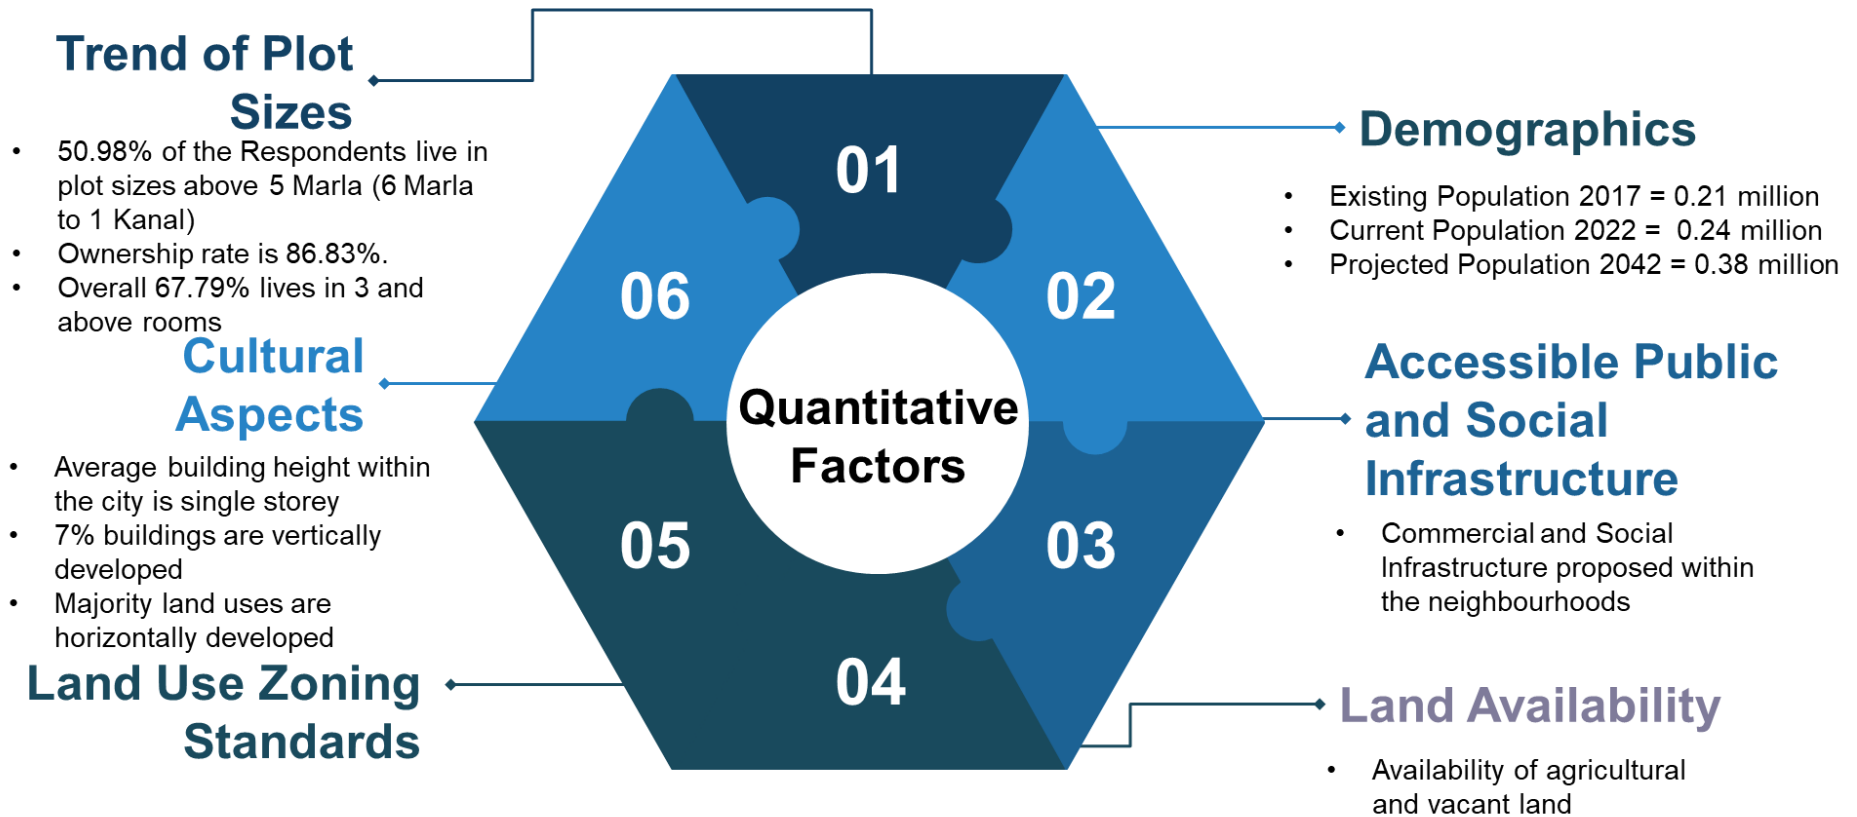 Trend of Plot
Sizes
• 50.98% of the Respondents live in
plot sizes above 5 Marla (6 Marla
to 1 Kanal)
• Ownership rate is 86.83%.
• Overall 67.79% lives in 3 and
above rooms
Cultural
Aspects
• Average building height within
the city is single storey
• 7% buildings are vertically
developed
• Majority land uses are
horizontally developed
Land Use Zoning
Standards
01
02
03
04
05
06
Quantitative
Factors
Demographics
• Existing Population 2017 = 0.21 million
• Current Population 2022 = 0.24 million
• Projected Population 2042 = 0.38 million
Accessible Public
and Social
Infrastructure
• Commercial and Social
Infrastructure proposed within
the neighbourhoods
Land Availability
• Availability of agricultural
and vacant land